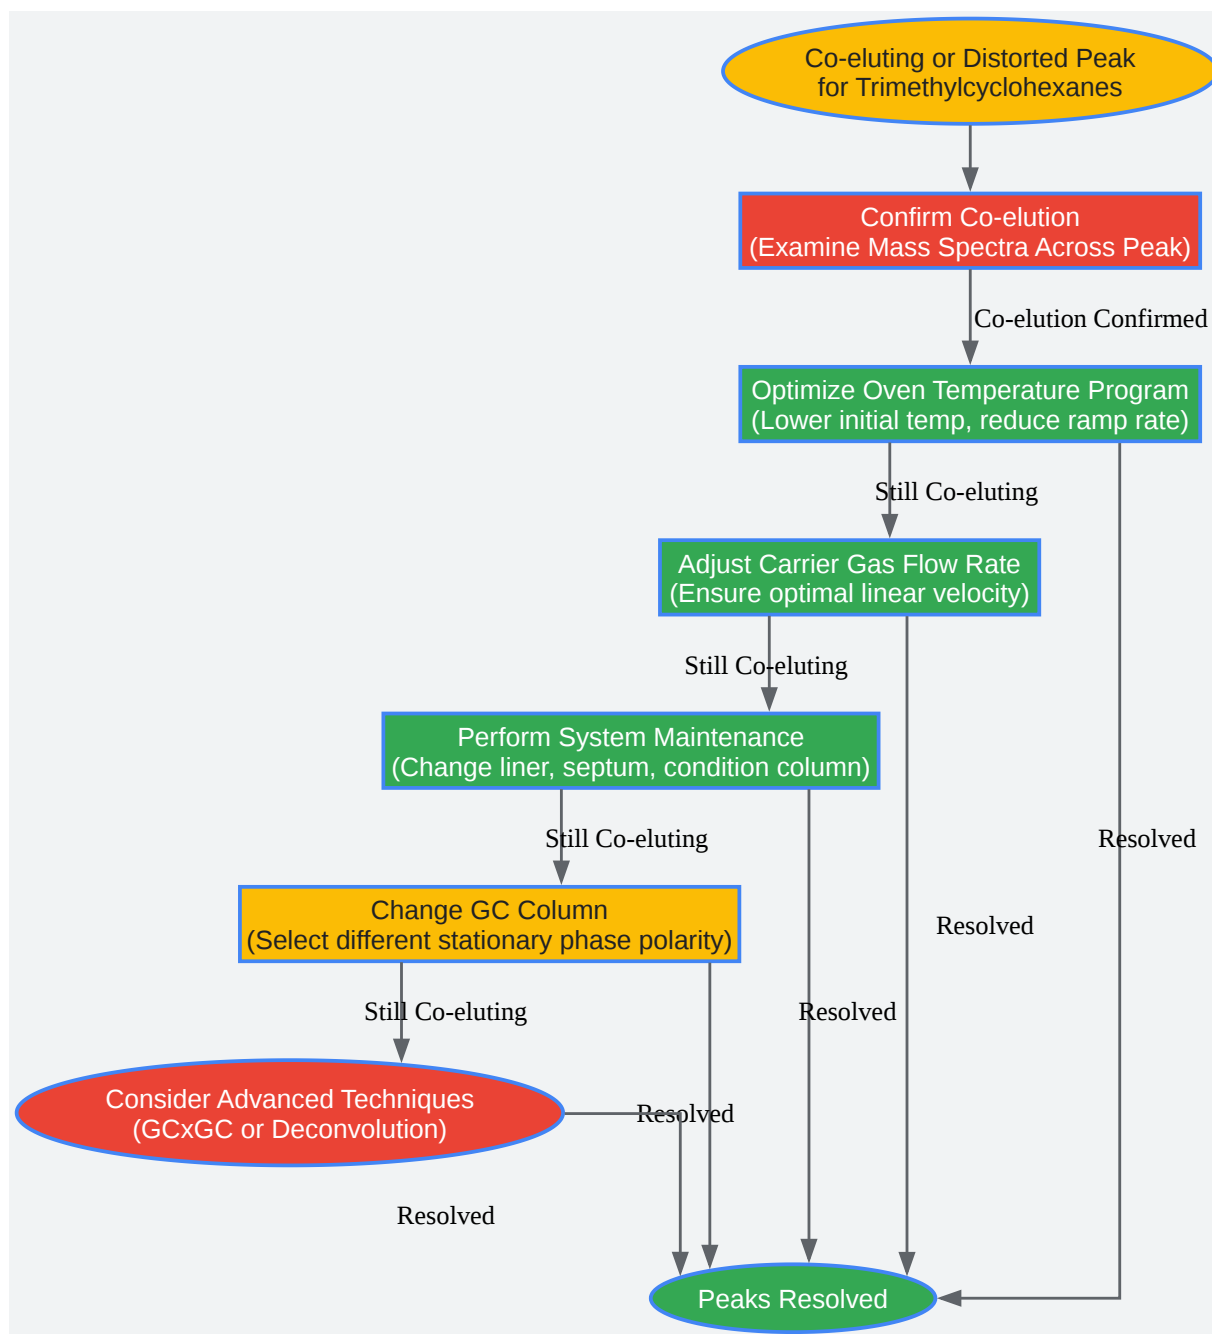 Co-eluting or Distorted Peak
for Trimethylcyclohexanes
Confirm Co-elution
(Examine Mass Spectra Across Peak)
Co-elution Confirmed
Optimize Oven Temperature Program
(Lower initial temp, reduce ramp rate)
Still Co-eluting
Adjust Carrier Gas Flow Rate
(Ensure optimal linear velocity)
Still Co-eluting
Perform System Maintenance
(Change liner, septum, condition column)
Still Co-eluting
Resolved
Change GC Column
(Select different stationary phase polarity)
Resolved
Still Co-eluting
Resolved
Consider Advanced Techniques
(GCxGC or Deconvolution)
Resolved
Resolved
Peaks Resolved